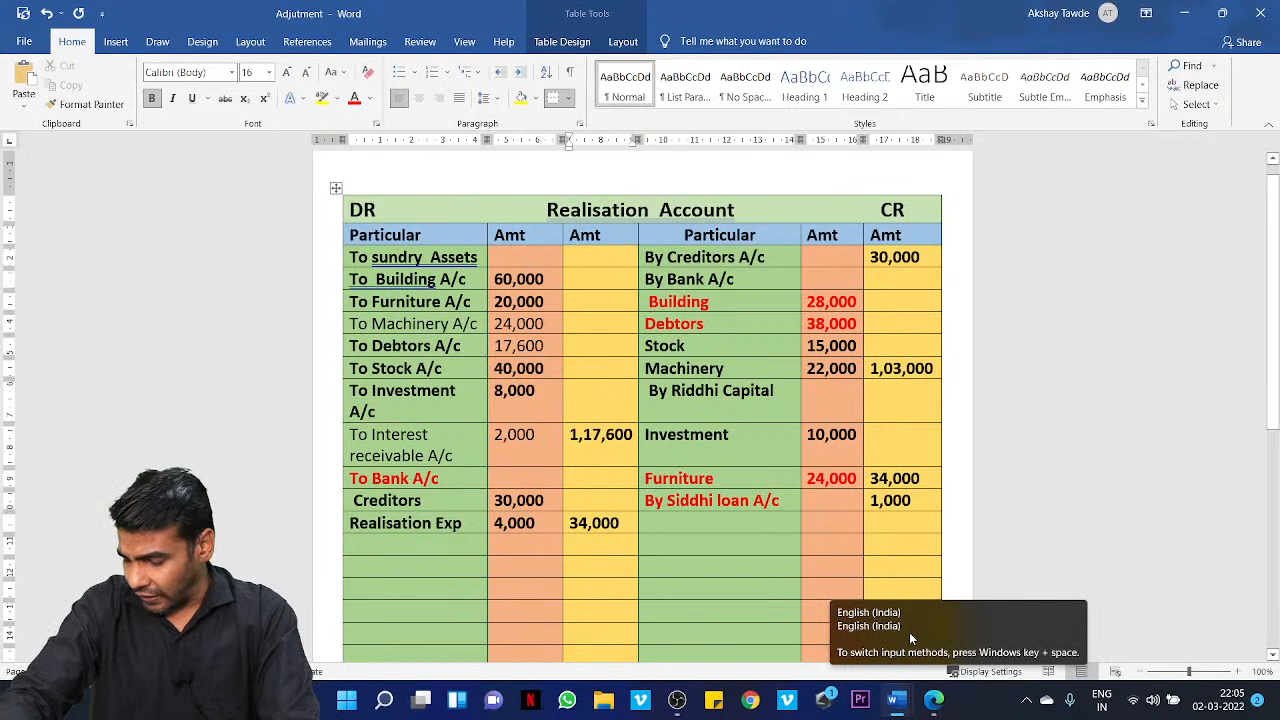 Adjustment - Word
Table Tools
Akshay Tawde AT
File Home Insert Design Layout References Mailings Review View Help Table Design Layout Tell me what you want to do Share
Cut
Copy
Format Painter
Paste
Calibri (Body) 16
Clipboard Font Paragraph Styles Editing
AaBbCcDd AaBbCcDd AaBbCcDd AaBbCc AaBbCcD AaB AaBbCcD AaBbCcDd
¶ Normal ¶ List Para... ¶ No Spac... Heading 1 Heading 2 Title Subtitle Emphasis
Find
Replace
Select
DR Realisation Account CR
Particular Amt Amt Particular Amt Amt
To sundry Assets By Creditors A/c 30,000
To Building A/c 60,000 By Bank A/c
To Furniture A/c 20,000 Building 28,000
To Machinery A/c 24,000 Debtors 38,000
To Debtors A/c 17,600 Stock 15,000
To Stock A/c 40,000 Machinery 22,000 1,03,000
To Investment 8,000 By Riddhi Capital
A/c
To Interest 2,000 1,17,600 Investment 10,000
receivable A/c
To Bank A/c Furniture 24,000 34,000
Creditors 30,000 By Siddhi loan A/c 1,000
Realisation Exp 4,000 34,000
English (India)
English (India)
To switch input methods, press Windows key + space.
Display Settings 100%
ENG
IN
22:05
02-03-2022